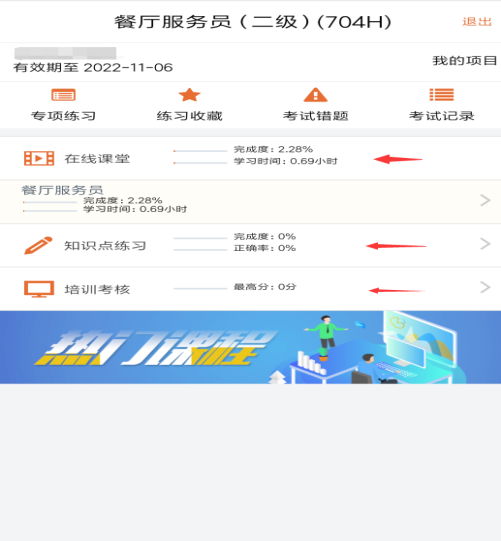 餐厅服务员（二级）(704H)
退出
有效期至 2022-11-06
我的项目
专项练习
练习收藏
考试错题
考试记录
在线课堂
完成度：2.28%
学习时间：0.69小时
餐厅服务员
完成度：2.28%
学习时间：0.69小时
知识点练习
完成度：0%
正确率：0%
培训考核
最高分：0分
热门课程